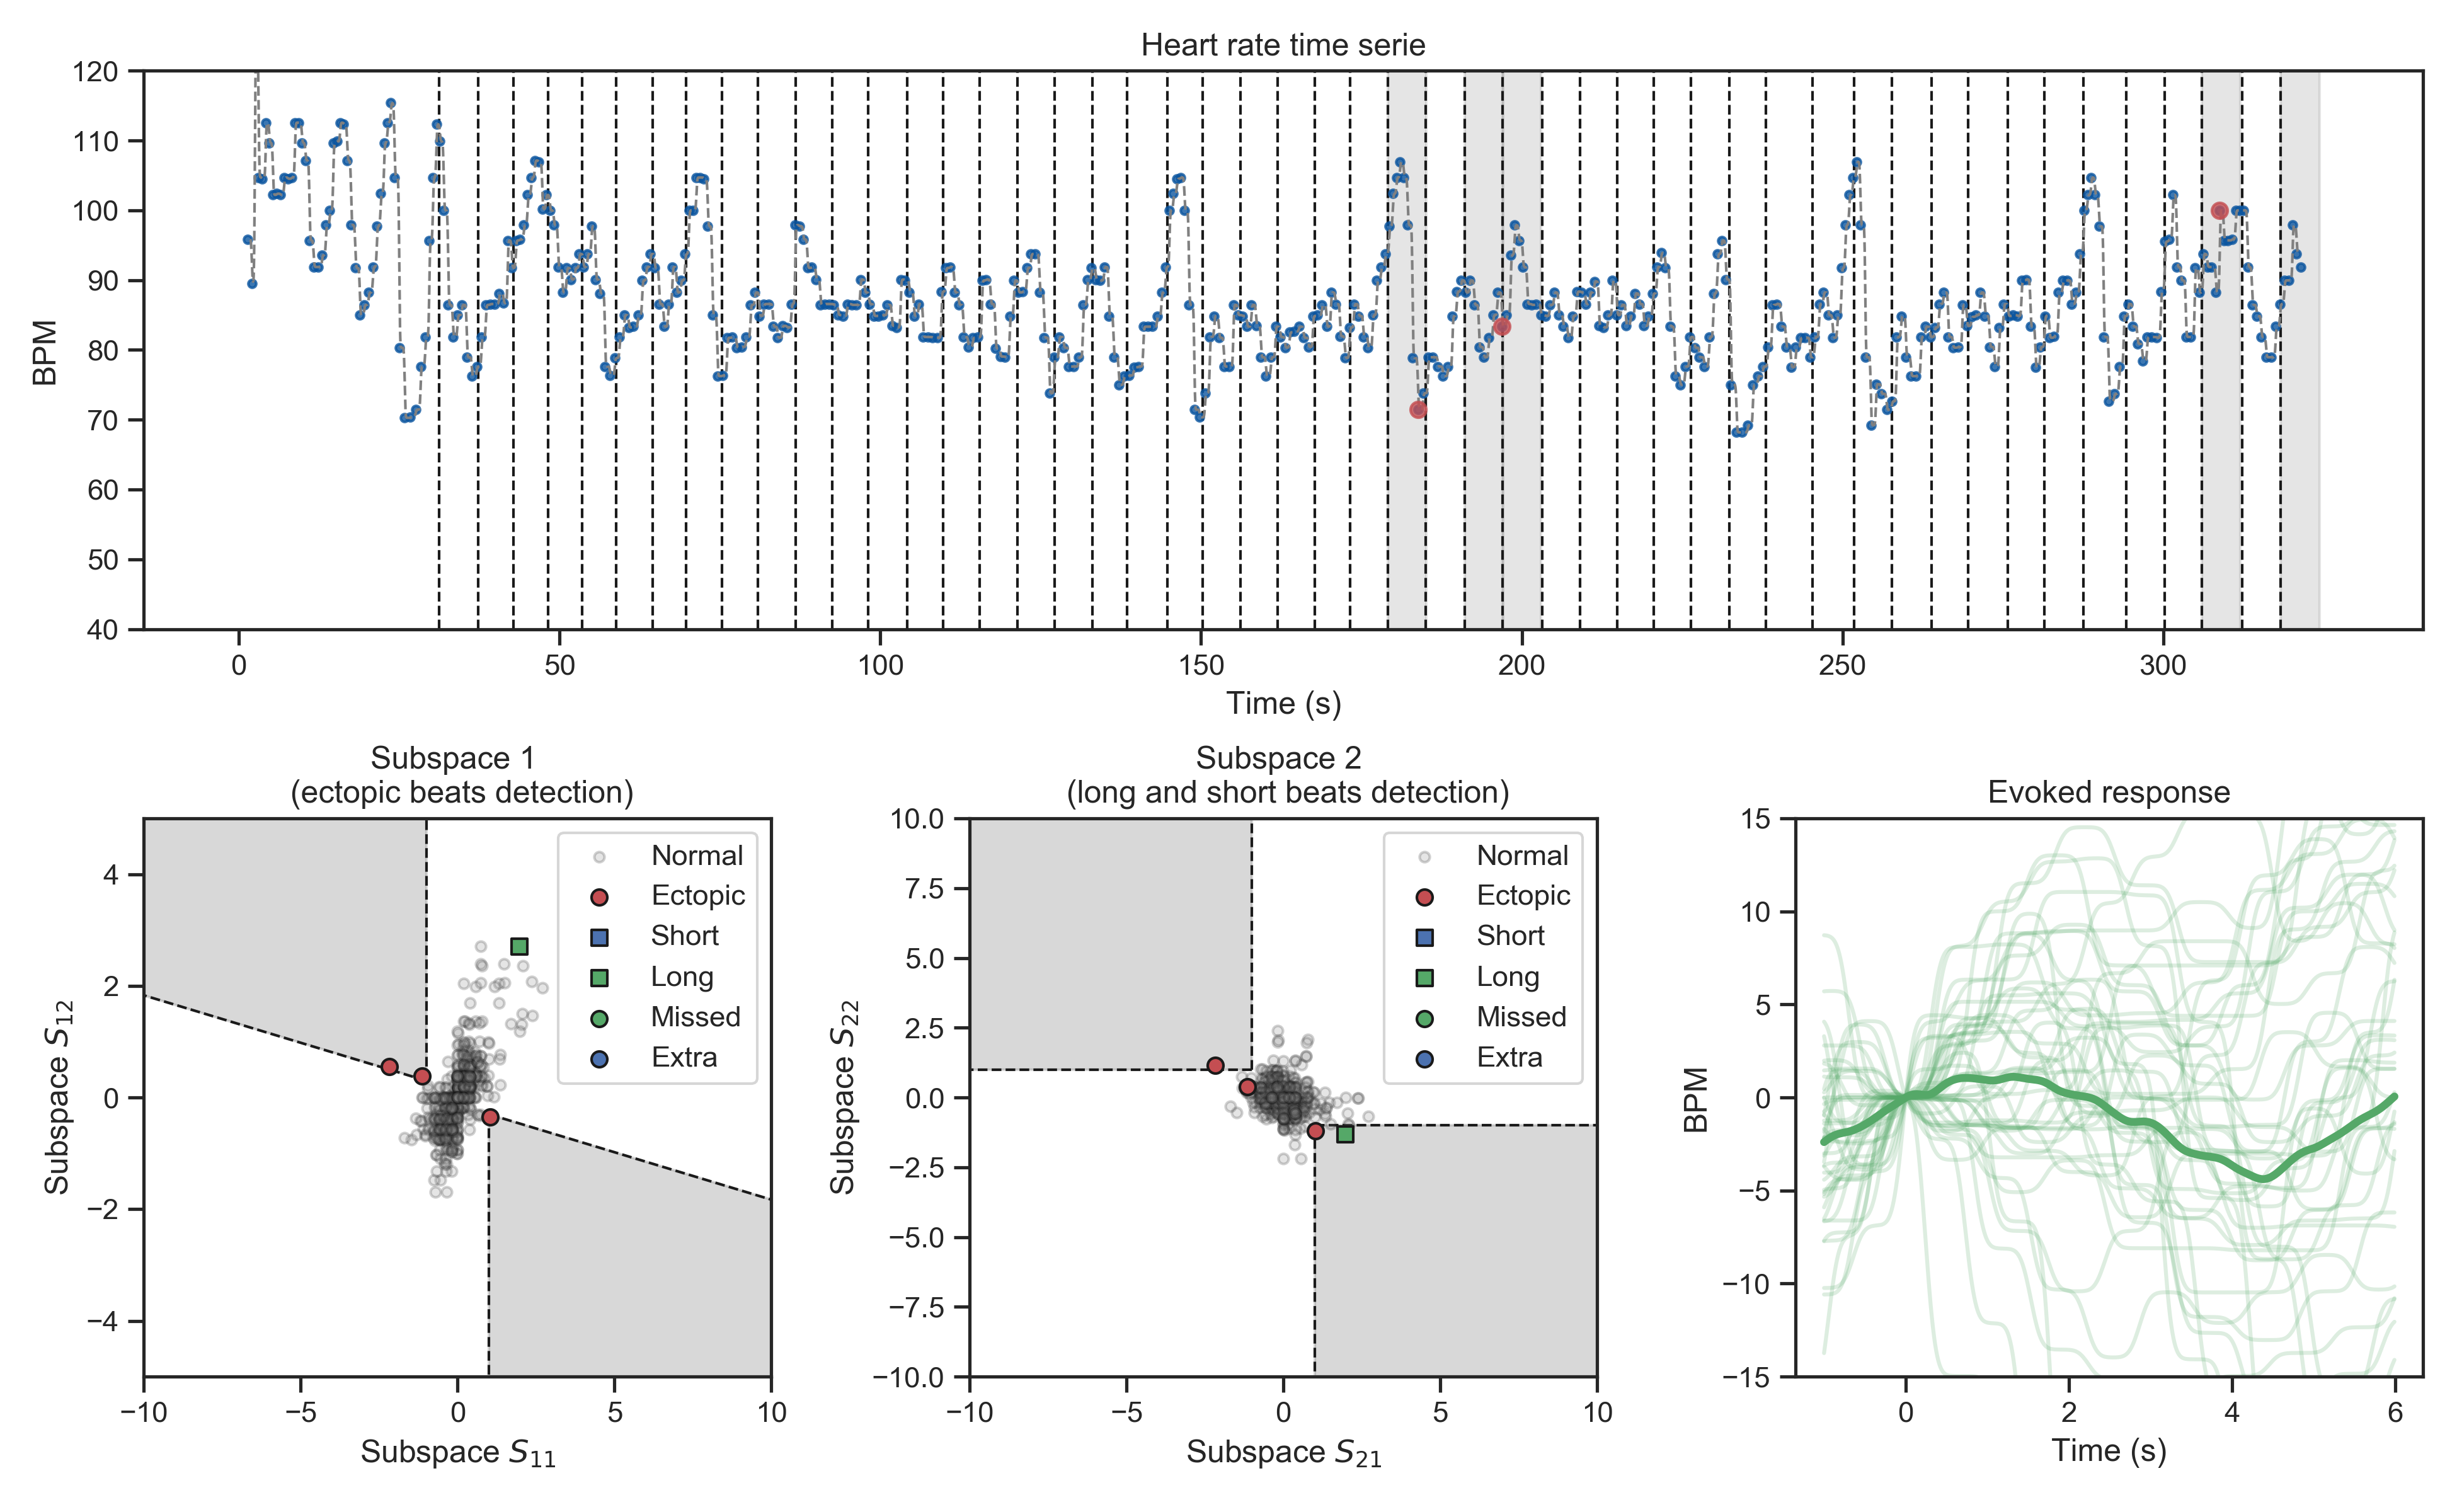 Heart rate time serie
120
110
100
90
80
70
60
50
40
BPM
0 50 100 150 200 250 300
Time (s)
Subspace 1
(ectopic beats detection)
4
2
0
−2
−4
Subspace S12
Normal
Ectopic
Short
Long
Missed
Extra
−10 −5 0 5 10
Subspace S11
Subspace 2
(long and short beats detection)
10.0
7.5
5.0
2.5
0.0
−2.5
−5.0
−7.5
−10.0
Subspace S22
Normal
Ectopic
Short
Long
Missed
Extra
−10 −5 0 5 10
Subspace S21
Evoked response
15
10
5
0
−5
−10
−15
BPM
0 2 4 6
Time (s)